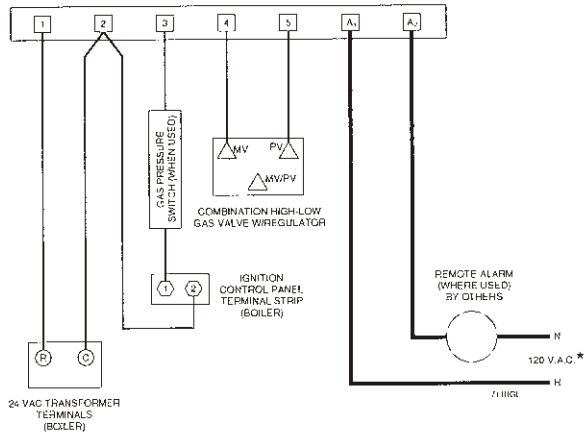 1 2 3 4 5 A₁ A₂
GAS PRESSURE
SWITCH (WHEN USED)
MV PV
MV/PV
COMBINATION HIGH-LOW
GAS VALVE W/REGULATOR
1 2
IGNITION
CONTROL PANEL
TERMINAL STRIP
(BOILER)
REMOTE ALARM
(WHERE USED)
BY OTHERS
N
120 V.A.C.*
H
R C
24 VAC TRANSFORMER
TERMINALS
(BOILER)